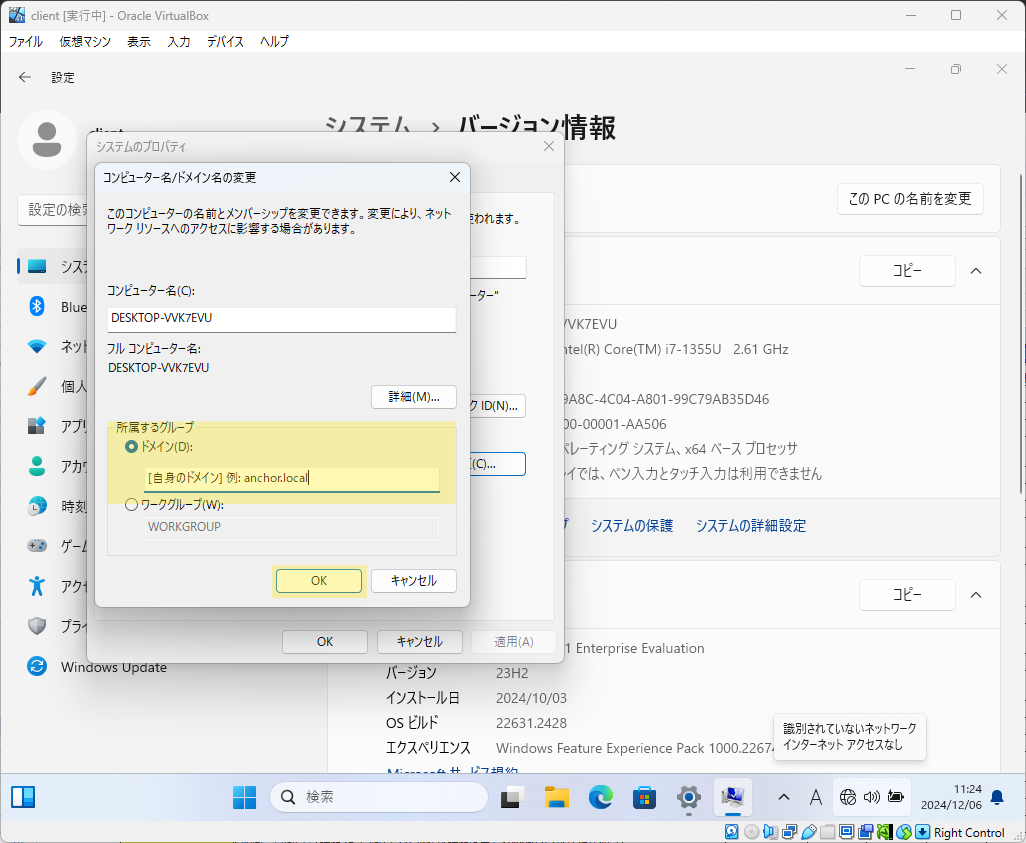 client [実行中] - Oracle VirtualBox
ファイル 仮想マシン 表示 入力 デバイス ヘルプ
設定
システム › バージョン情報
client
システムのプロパティ
コンピューター名/ドメイン名の変更
このコンピューターの名前とメンバーシップを変更できます。変更により、ネット
ワーク リソースへのアクセスに影響する場合があります。
コンピューター名(C):
DESKTOP-VVK7EVU
フル コンピューター名:
DESKTOP-VVK7EVU
詳細(M)...
所属するグループ
ドメイン(D):
[自身のドメイン] 例: anchor.local
ワークグループ(W):
WORKGROUP
OK キャンセル
われます。
ーター"
ク ID(N)...
(C)...
OK キャンセル 適用(A)
設定の検
シス
Blue
ネッ
個人
アプリ
アカ
時刻
ゲー
アクセ
プライ
Windows Update
この PC の名前を変更
コピー
VK7EVU
ntel(R) Core(TM) i7-1355U 2.61 GHz
9A8C-4C04-A801-99C79AB35D46
00-00001-AA506
ペレーティング システム、x64 ベース プロセッサ
イでは、ペン入力とタッチ入力は利用できません
システムの保護 システムの詳細設定
コピー
1 Enterprise Evaluation
バージョン 23H2
インストール日 2024/10/03
OS ビルド 22631.2428
エクスペリエンス Windows Feature Experience Pack 1000.22674
Microsoft サービス規約
識別されていないネットワーク
インターネット アクセスなし
検索
A
11:24
2024/12/06
Right Control